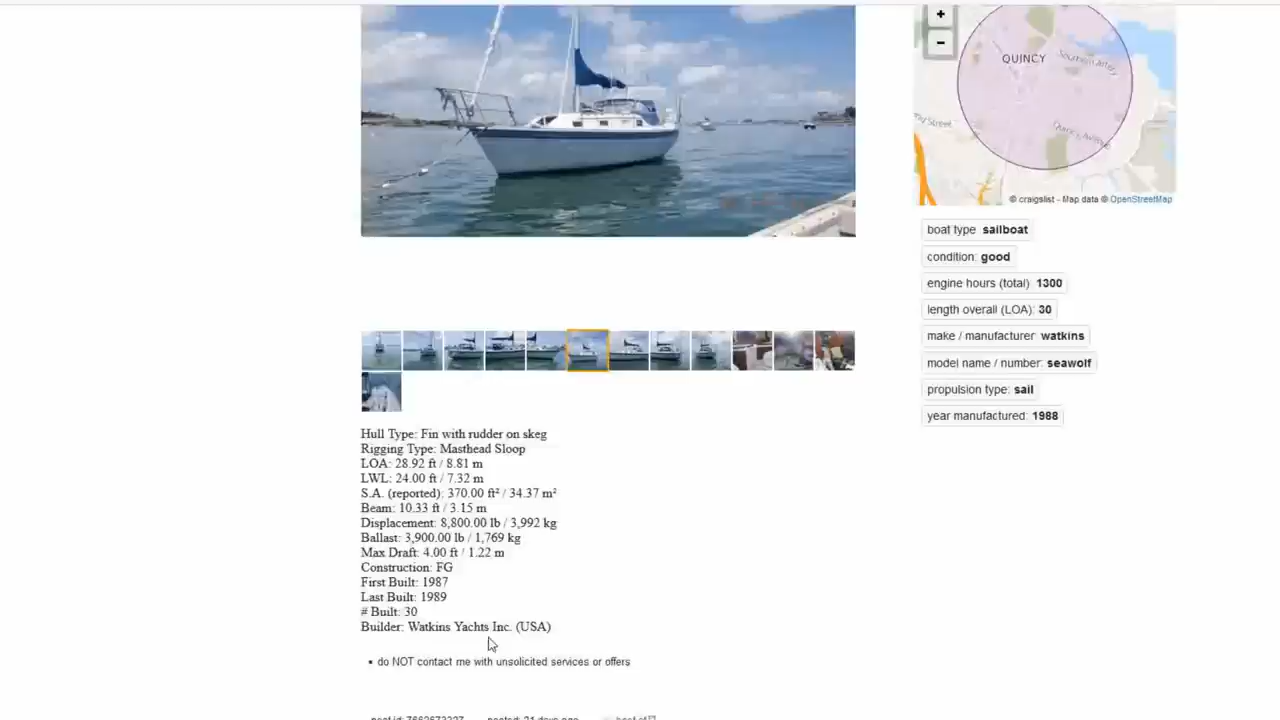 +
−
QUINCY
© craigslist - Map data © OpenStreetMap
boat type sailboat
condition: good
engine hours (total) 1300
length overall (LOA): 30
make / manufacturer: watkins
model name / number: seawolf
propulsion type: sail
year manufactured: 1988
Hull Type: Fin with rudder on skeg
Rigging Type: Masthead Sloop
LOA: 28.92 ft / 8.81 m
LWL: 24.00 ft / 7.32 m
S.A. (reported): 370.00 ft² / 34.37 m²
Beam: 10.33 ft / 3.15 m
Displacement: 8,800.00 lb / 3,992 kg
Ballast: 3,900.00 lb / 1,769 kg
Max Draft: 4.00 ft / 1.22 m
Construction: FG
First Built: 1987
Last Built: 1989
# Built: 30
Builder: Watkins Yachts Inc. (USA)
▪ do NOT contact me with unsolicited services or offers